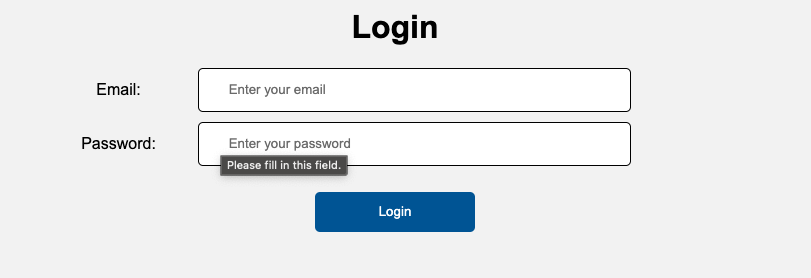 Login
Email:
Enter your email
Password:
Enter your password
Please fill in this field.
Login